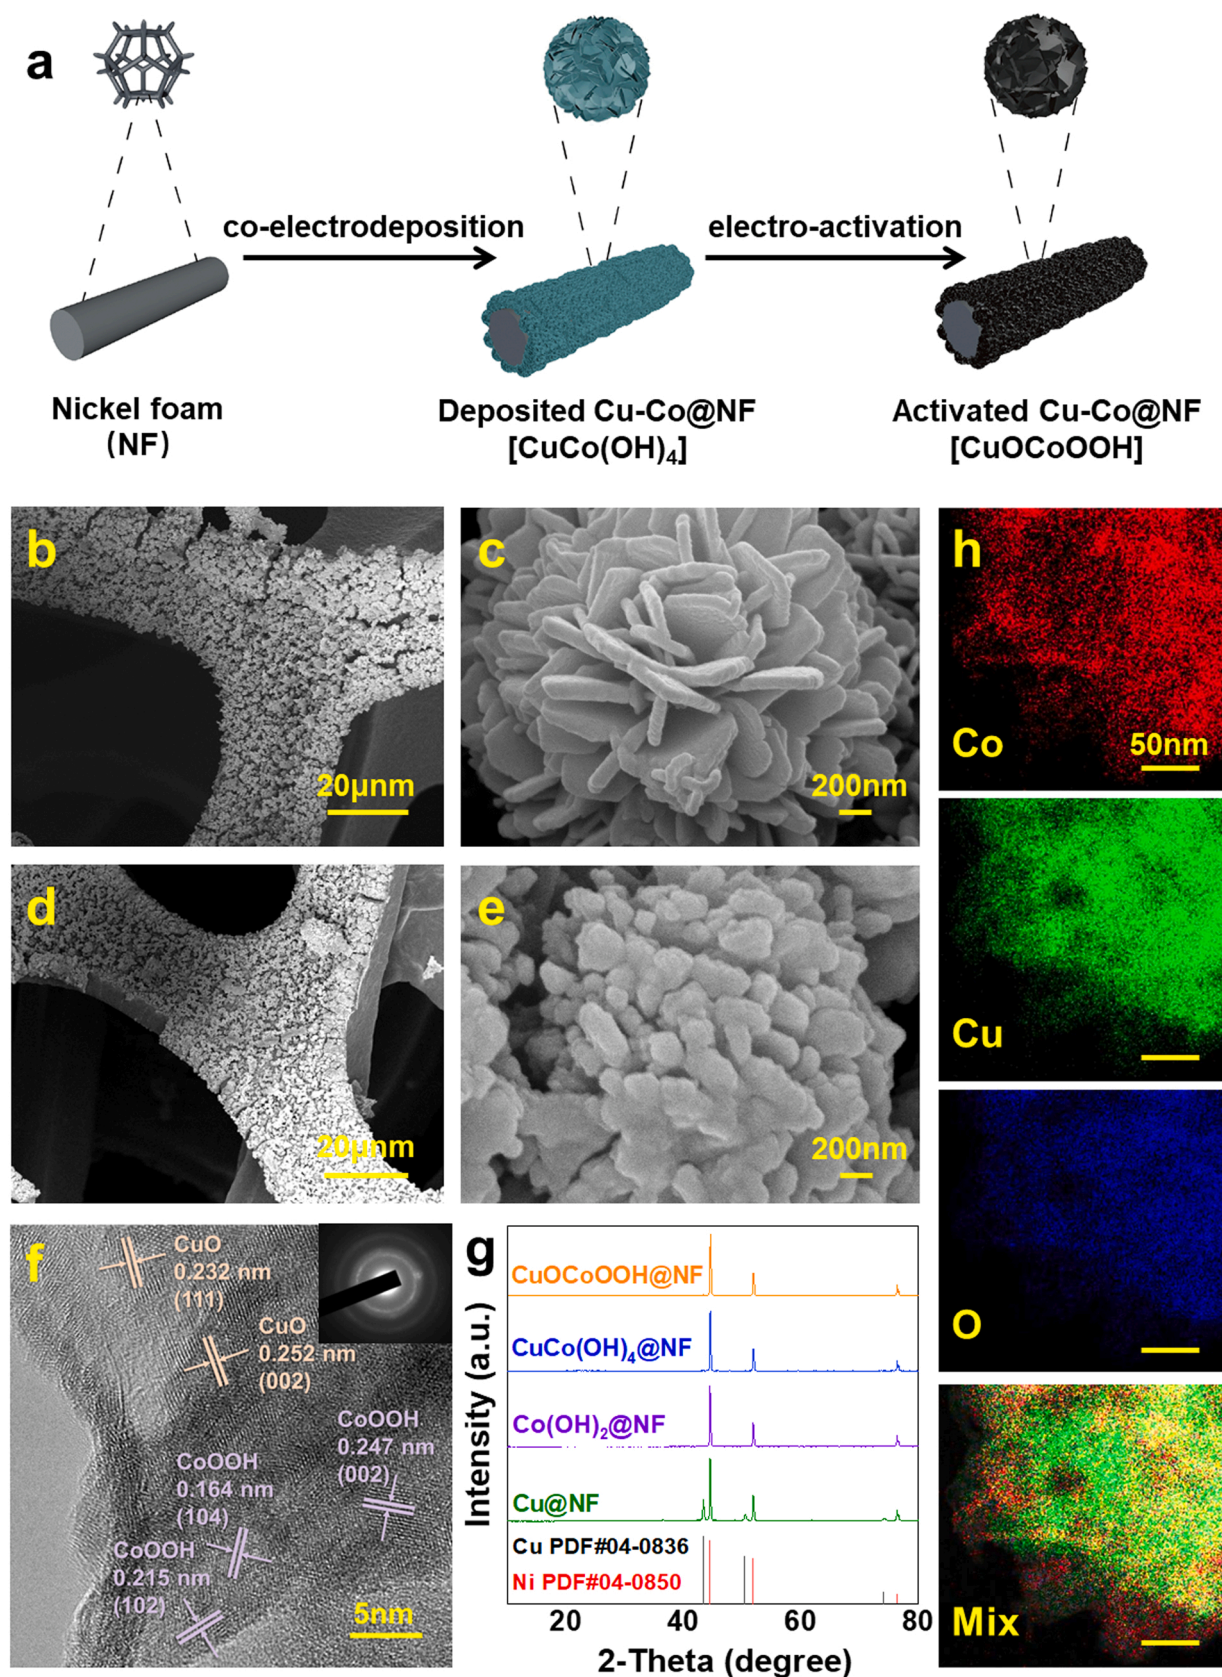 a
co-electrodeposition
electro-activation
Nickel foam
(NF)
Deposited Cu-Co@NF
[CuCo(OH)₄]
Activated Cu-Co@NF
[CuOCoOOH]
b
20μnm
c
200nm
h
Co
50nm
Cu
O
Mix
d
20μnm
e
200nm
f
CuO
0.232 nm
(111)
CuO
0.252 nm
(002)
CoOOH
0.247 nm
(002)
CoOOH
0.164 nm
(104)
CoOOH
0.215 nm
(102)
5nm
g
Intensity (a.u.)
CuOCoOOH@NF
CuCo(OH)₄@NF
Co(OH)₂@NF
Cu@NF
Cu PDF#04-0836
Ni PDF#04-0850
20 40 60 80
2-Theta (degree)